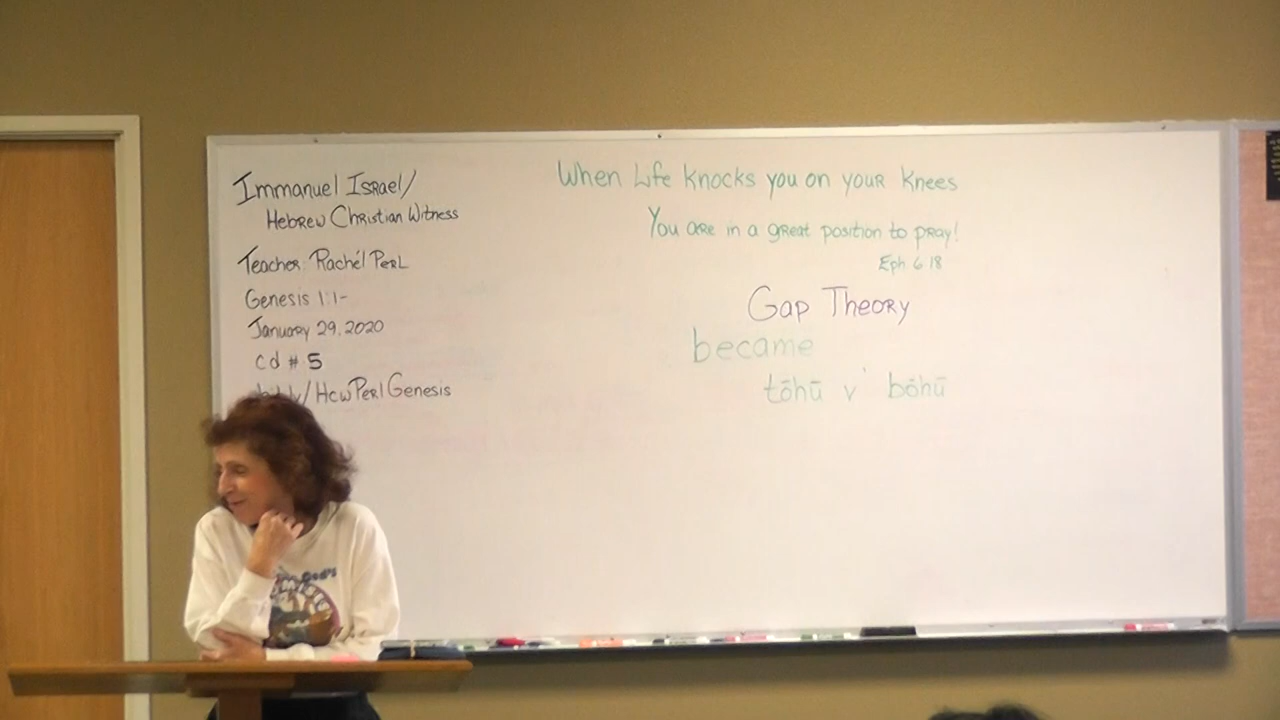 Immanuel Israel/
Hebrew Christian Witness
Teacher: Rachél Perl
Genesis 1:1-
January 29, 2020
cd # 5
/HcwPerlGenesis
When Life Knocks you on your Knees
You are in a great position to pray!
Eph 6:18
Gap Theory
became
tōhū v' bōhū
God's